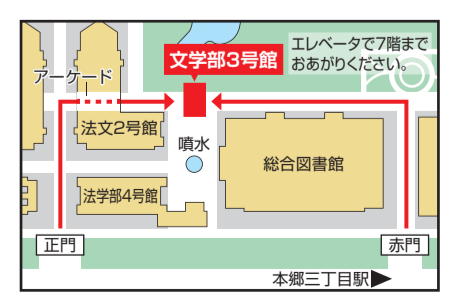 文学部3号館
エレベータで7階まで
おあがりください。
アーケード
法文2号館
噴水
総合図書館
法学部4号館
正門
赤門
本郷三丁目駅▶